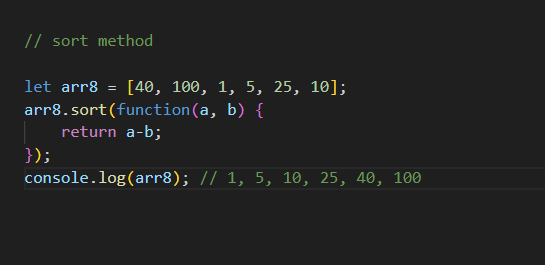 // sort method
let arr8 = [40, 100, 1, 5, 25, 10];
arr8.sort(function(a, b) {
    return a-b;
});
console.log(arr8); // 1, 5, 10, 25, 40, 100